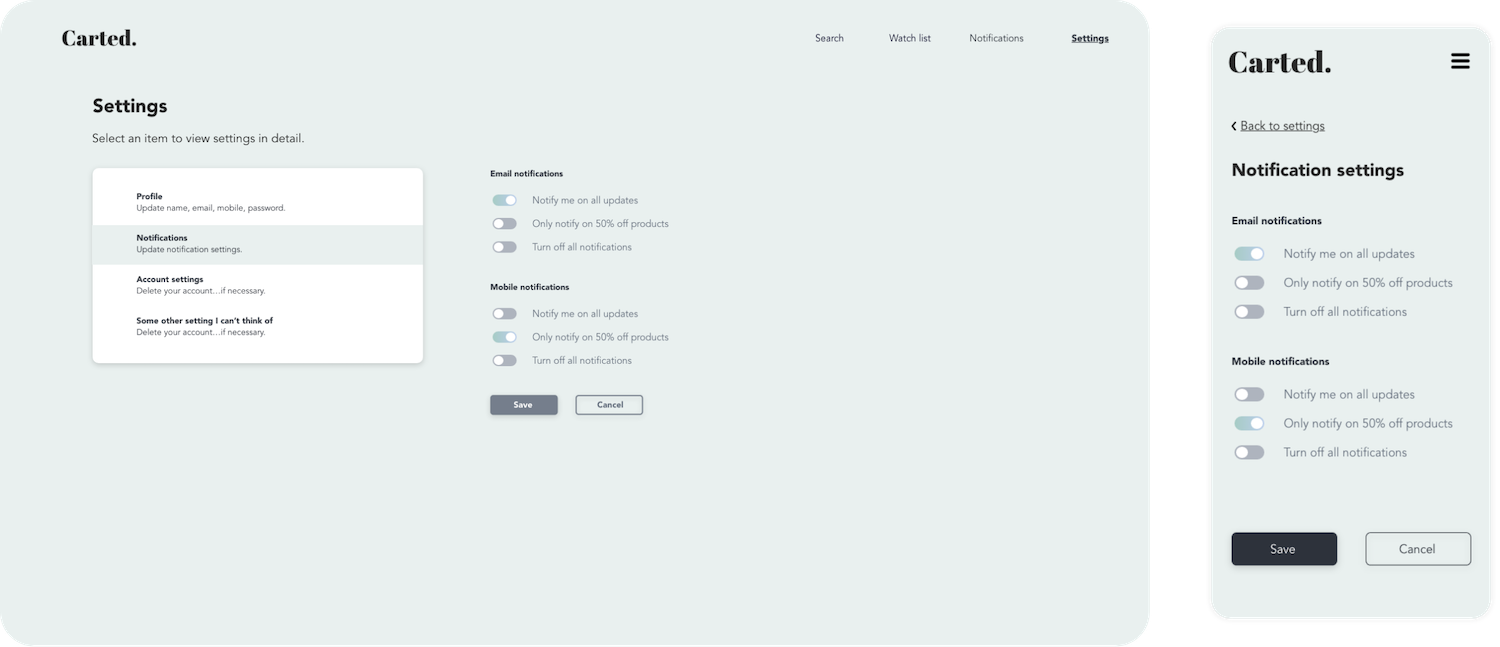 Carted.
Search Watch list Notifications Settings
Settings
Select an item to view settings in detail.
Profile
Update name, email, mobile, password.
Notifications
Update notification settings.
Account settings
Delete your account...if necessary.
Some other setting I can't think of
Delete your account...if necessary.
Email notifications
Notify me on all updates
Only notify on 50% off products
Turn off all notifications
Mobile notifications
Notify me on all updates
Only notify on 50% off products
Turn off all notifications
Save Cancel
Carted.
Back to settings
Notification settings
Email notifications
Notify me on all updates
Only notify on 50% off products
Turn off all notifications
Mobile notifications
Notify me on all updates
Only notify on 50% off products
Turn off all notifications
Save Cancel